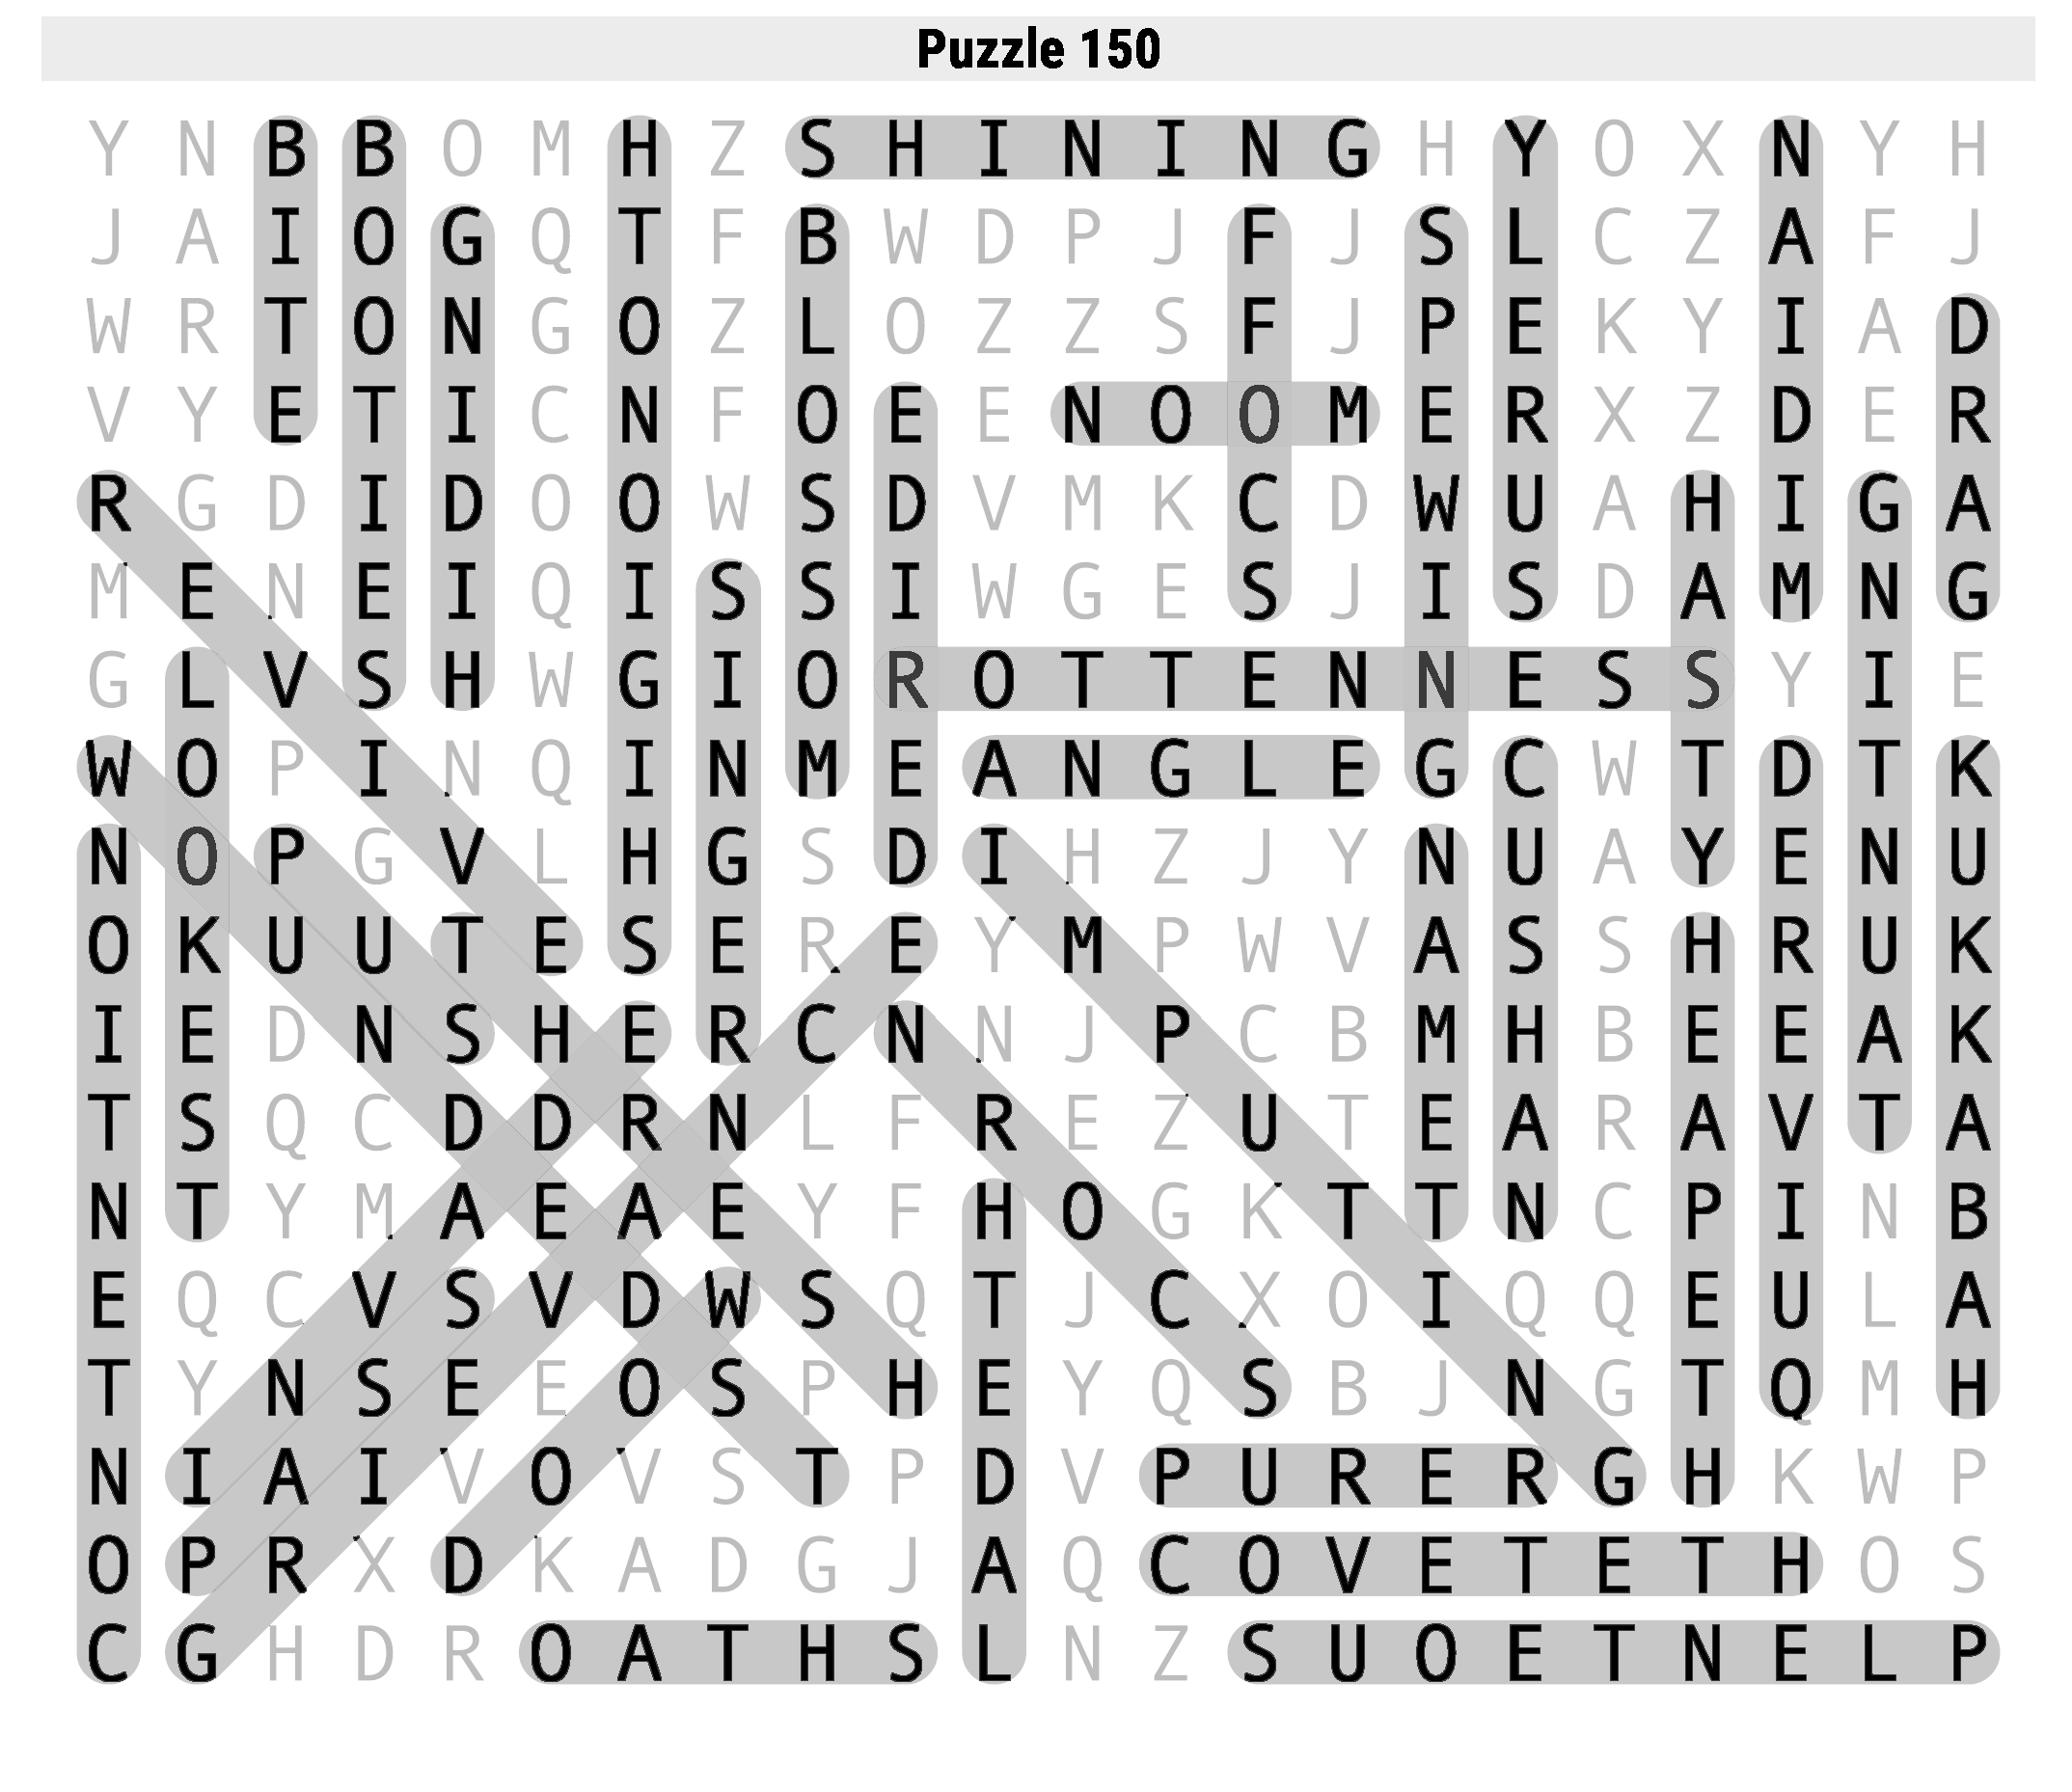 Puzzle 150
Y N B B O M H Z S H I N I N G H Y O X N Y H
J A I O G Q T F B W D P J F J S L C Z A F J
W R T O N G O Z L O Z Z S F J P E K Y I A D
V Y E T I C N F O E E N O O M E R X Z D E R
R G D I D O O W S D V M K C D W U A H I G A
M E N E I Q I S S I W G E S J I S D A M N G
G L V S H W G I O R O T T E N N E S S Y I E
W O P I N Q I N M E A N G L E G C W T D T K
N O P G V L H G S D I H Z J Y N U A Y E N U
O K U U T E S E R E Y M P W V A S S H R U K
I E D N S H E R C N N J P C B M H B E E A K
T S Q C D D R N L F R E Z U T E A R A V T A
N T Y M A E A E Y F H O G K T T N C P I N B
E Q C V S V D W S Q T J C X O I Q Q E U L A
T Y N S E E O S P H E Y Q S B J N G T Q M H
N I A I V O V S T P D V P U R E R G H K W P
O P R X D K A D G J A Q C O V E T E T H O S
C G H D R O A T H S L N Z S U O E T N E L P